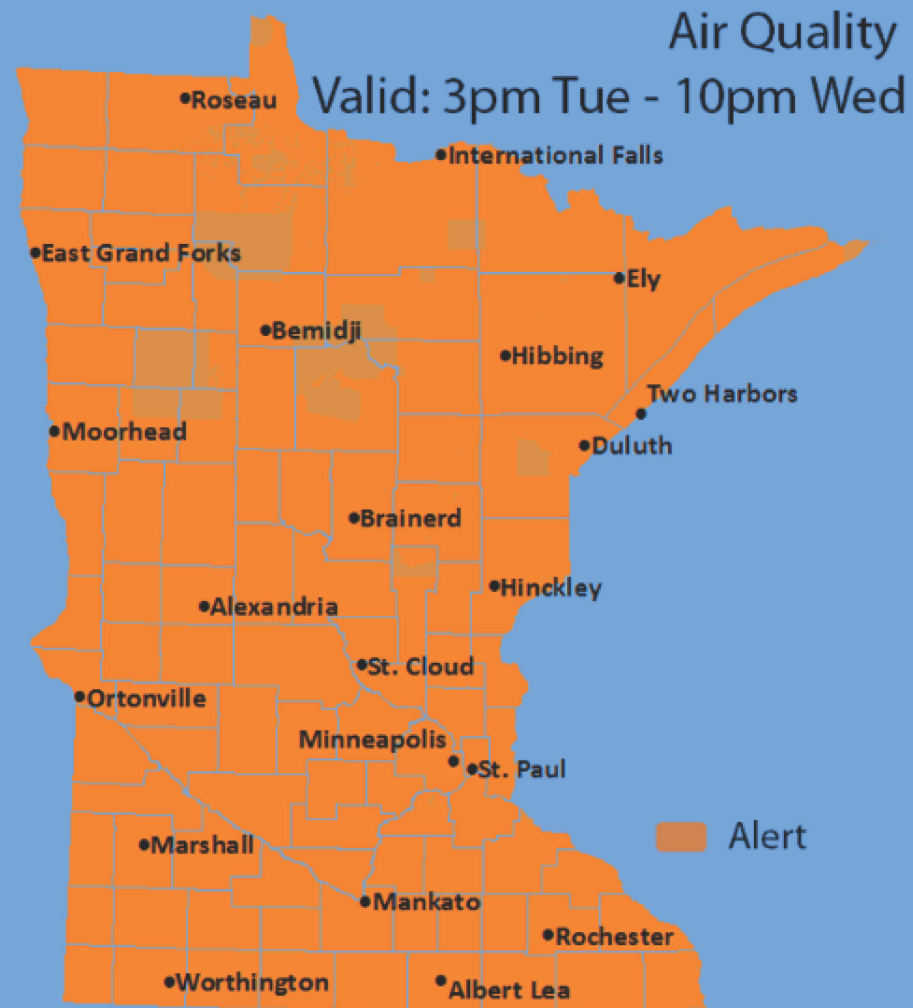 Air Quality
Valid: 3pm Tue - 10pm Wed
Roseau
International Falls
East Grand Forks
Ely
Bemidji
Hibbing
Two Harbors
Moorhead
Duluth
Brainerd
Hinckley
Alexandria
St. Cloud
Ortonville
Minneapolis
St. Paul
Alert
Marshall
Mankato
Rochester
Worthington
Albert Lea